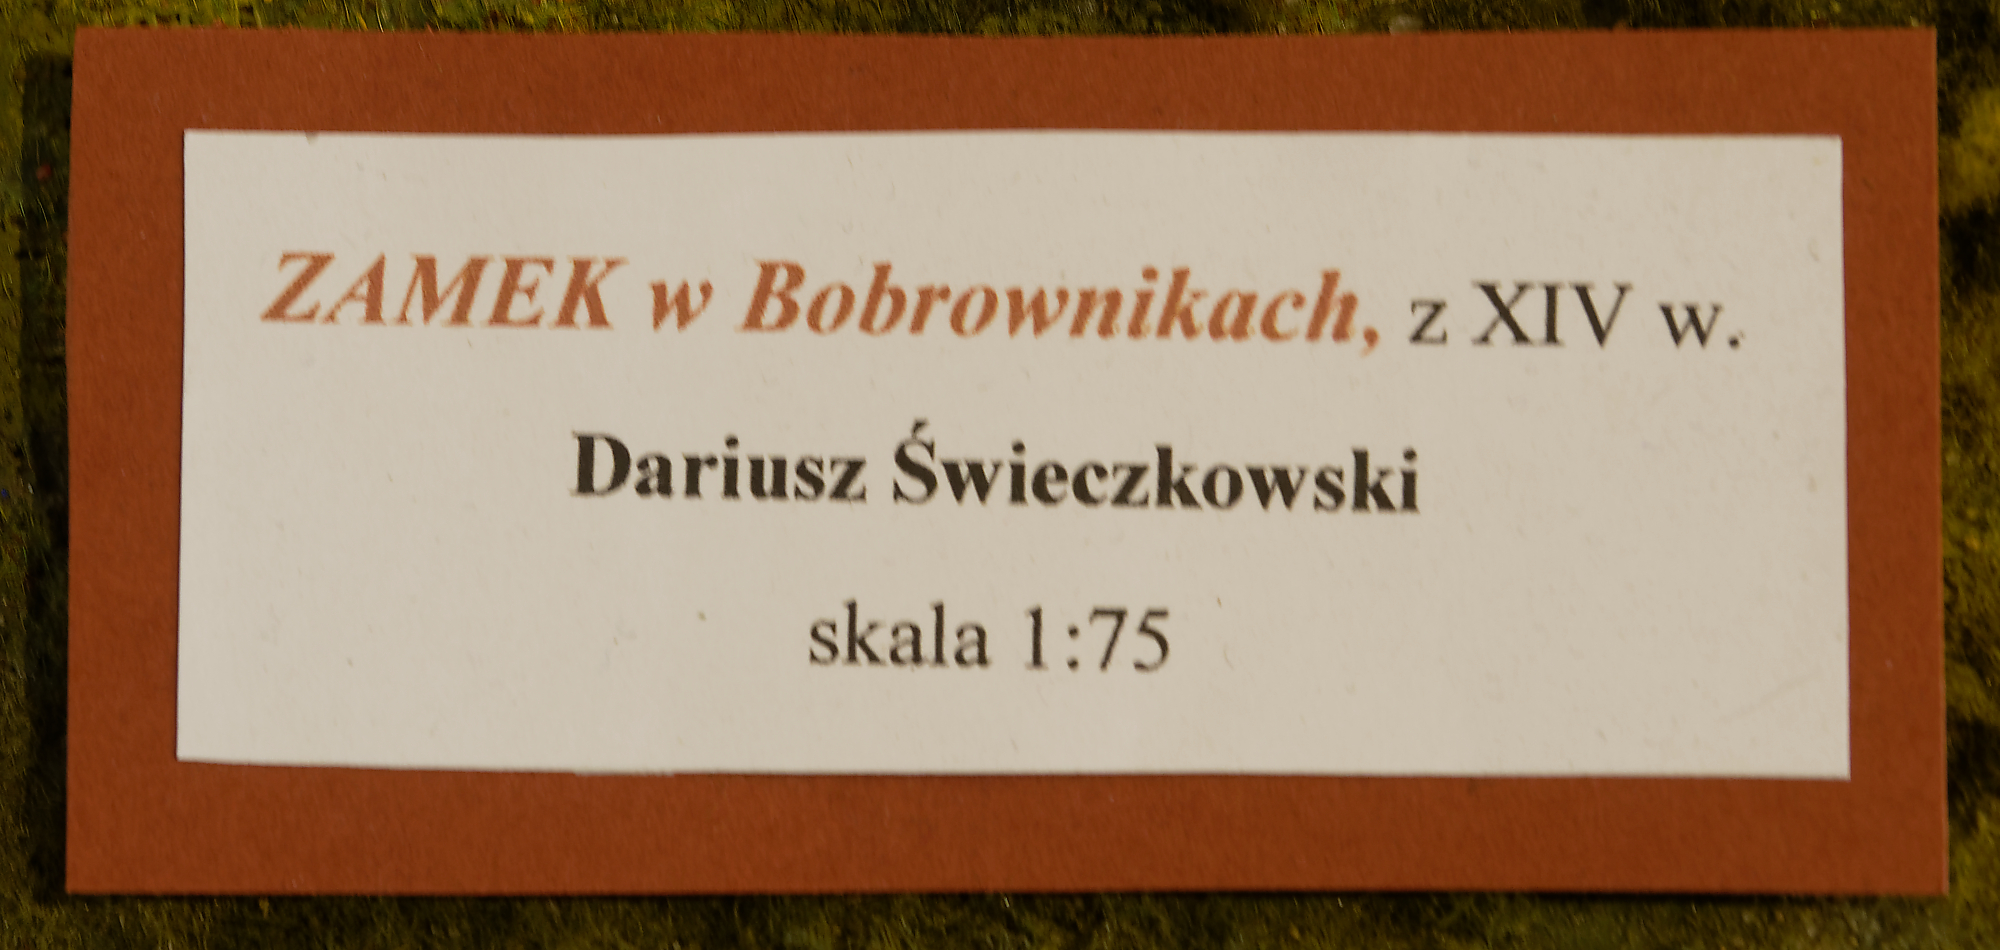 ZAMEK w Bobrownikach, z XIV w.
Dariusz Świeczkowski
skala 1:75